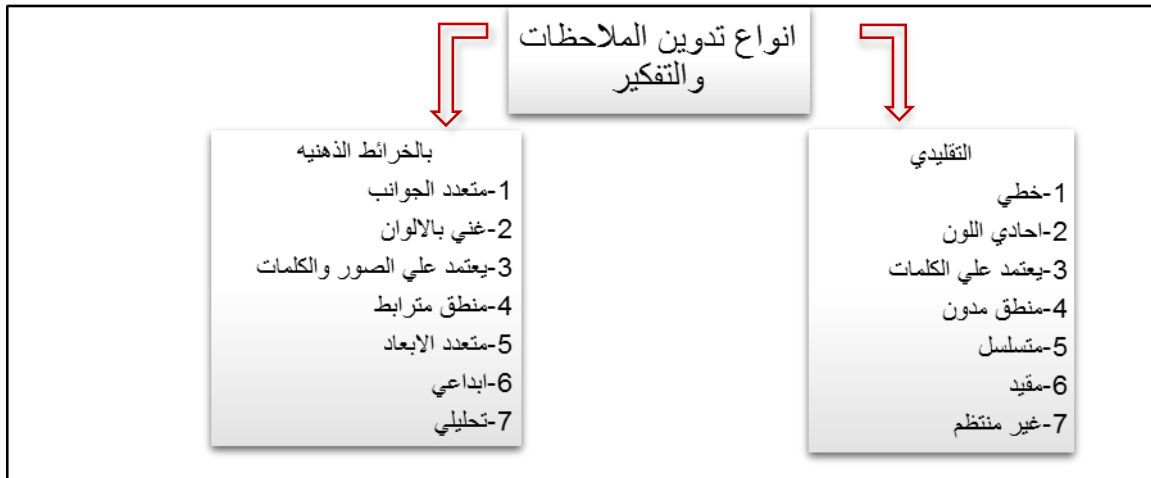 انواع تدوين الملاحظات
والتفكير
التقليدي
1-خطي
2-احادي اللون
3-يعتمد علي الكلمات
4-منطق مدون
5-متسلسل
6-مقيد
7-غير منتظم
بالخرائط الذهنيه
1-متعدد الجوانب
2-غني بالالوان
3-يعتمد علي الصور والكلمات
4-منطق مترابط
5-متعدد الابعاد
6-ابداعي
7-تحليلي